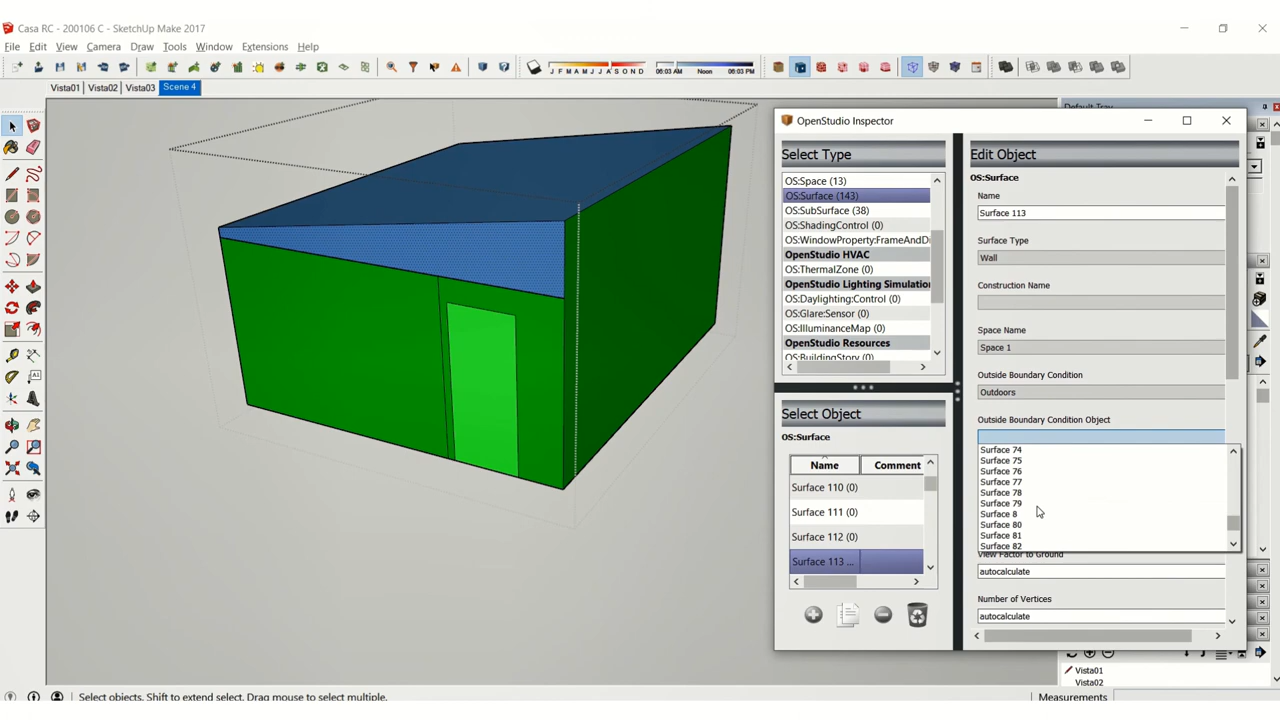 Casa RC - 200106 C - SketchUp Make 2017
File Edit View Camera Draw Tools Window Extensions Help
J F M A M J J A S O N D 06:03 AM Noon 06:03 PM
Vista01 Vista02 Vista03 Scene 4
Default Tray
OpenStudio Inspector
Select Type
OS:Space (13)
OS:Surface (143)
OS:SubSurface (38)
OS:ShadingControl (0)
OS:WindowProperty:FrameAndDi
OpenStudio HVAC
OS:ThermalZone (0)
OpenStudio Lighting Simulation
OS:Daylighting:Control (0)
OS:Glare:Sensor (0)
OS:IlluminanceMap (0)
OpenStudio Resources
OS:BuildingStory (0)
Select Object
OS:Surface
Name Comment
Surface 110 (0)
Surface 111 (0)
Surface 112 (0)
Surface 113 ...
Edit Object
OS:Surface
Name
Surface 113
Surface Type
Wall
Construction Name
Space Name
Space 1
Outside Boundary Condition
Outdoors
Outside Boundary Condition Object
Surface 74
Surface 75
Surface 76
Surface 77
Surface 78
Surface 79
Surface 8
Surface 80
Surface 81
Surface 82
View Factor to Ground
autocalculate
Number of Vertices
autocalculate
Vista01
Vista02
Select objects. Shift to extend select. Drag mouse to select multiple.
Measurements